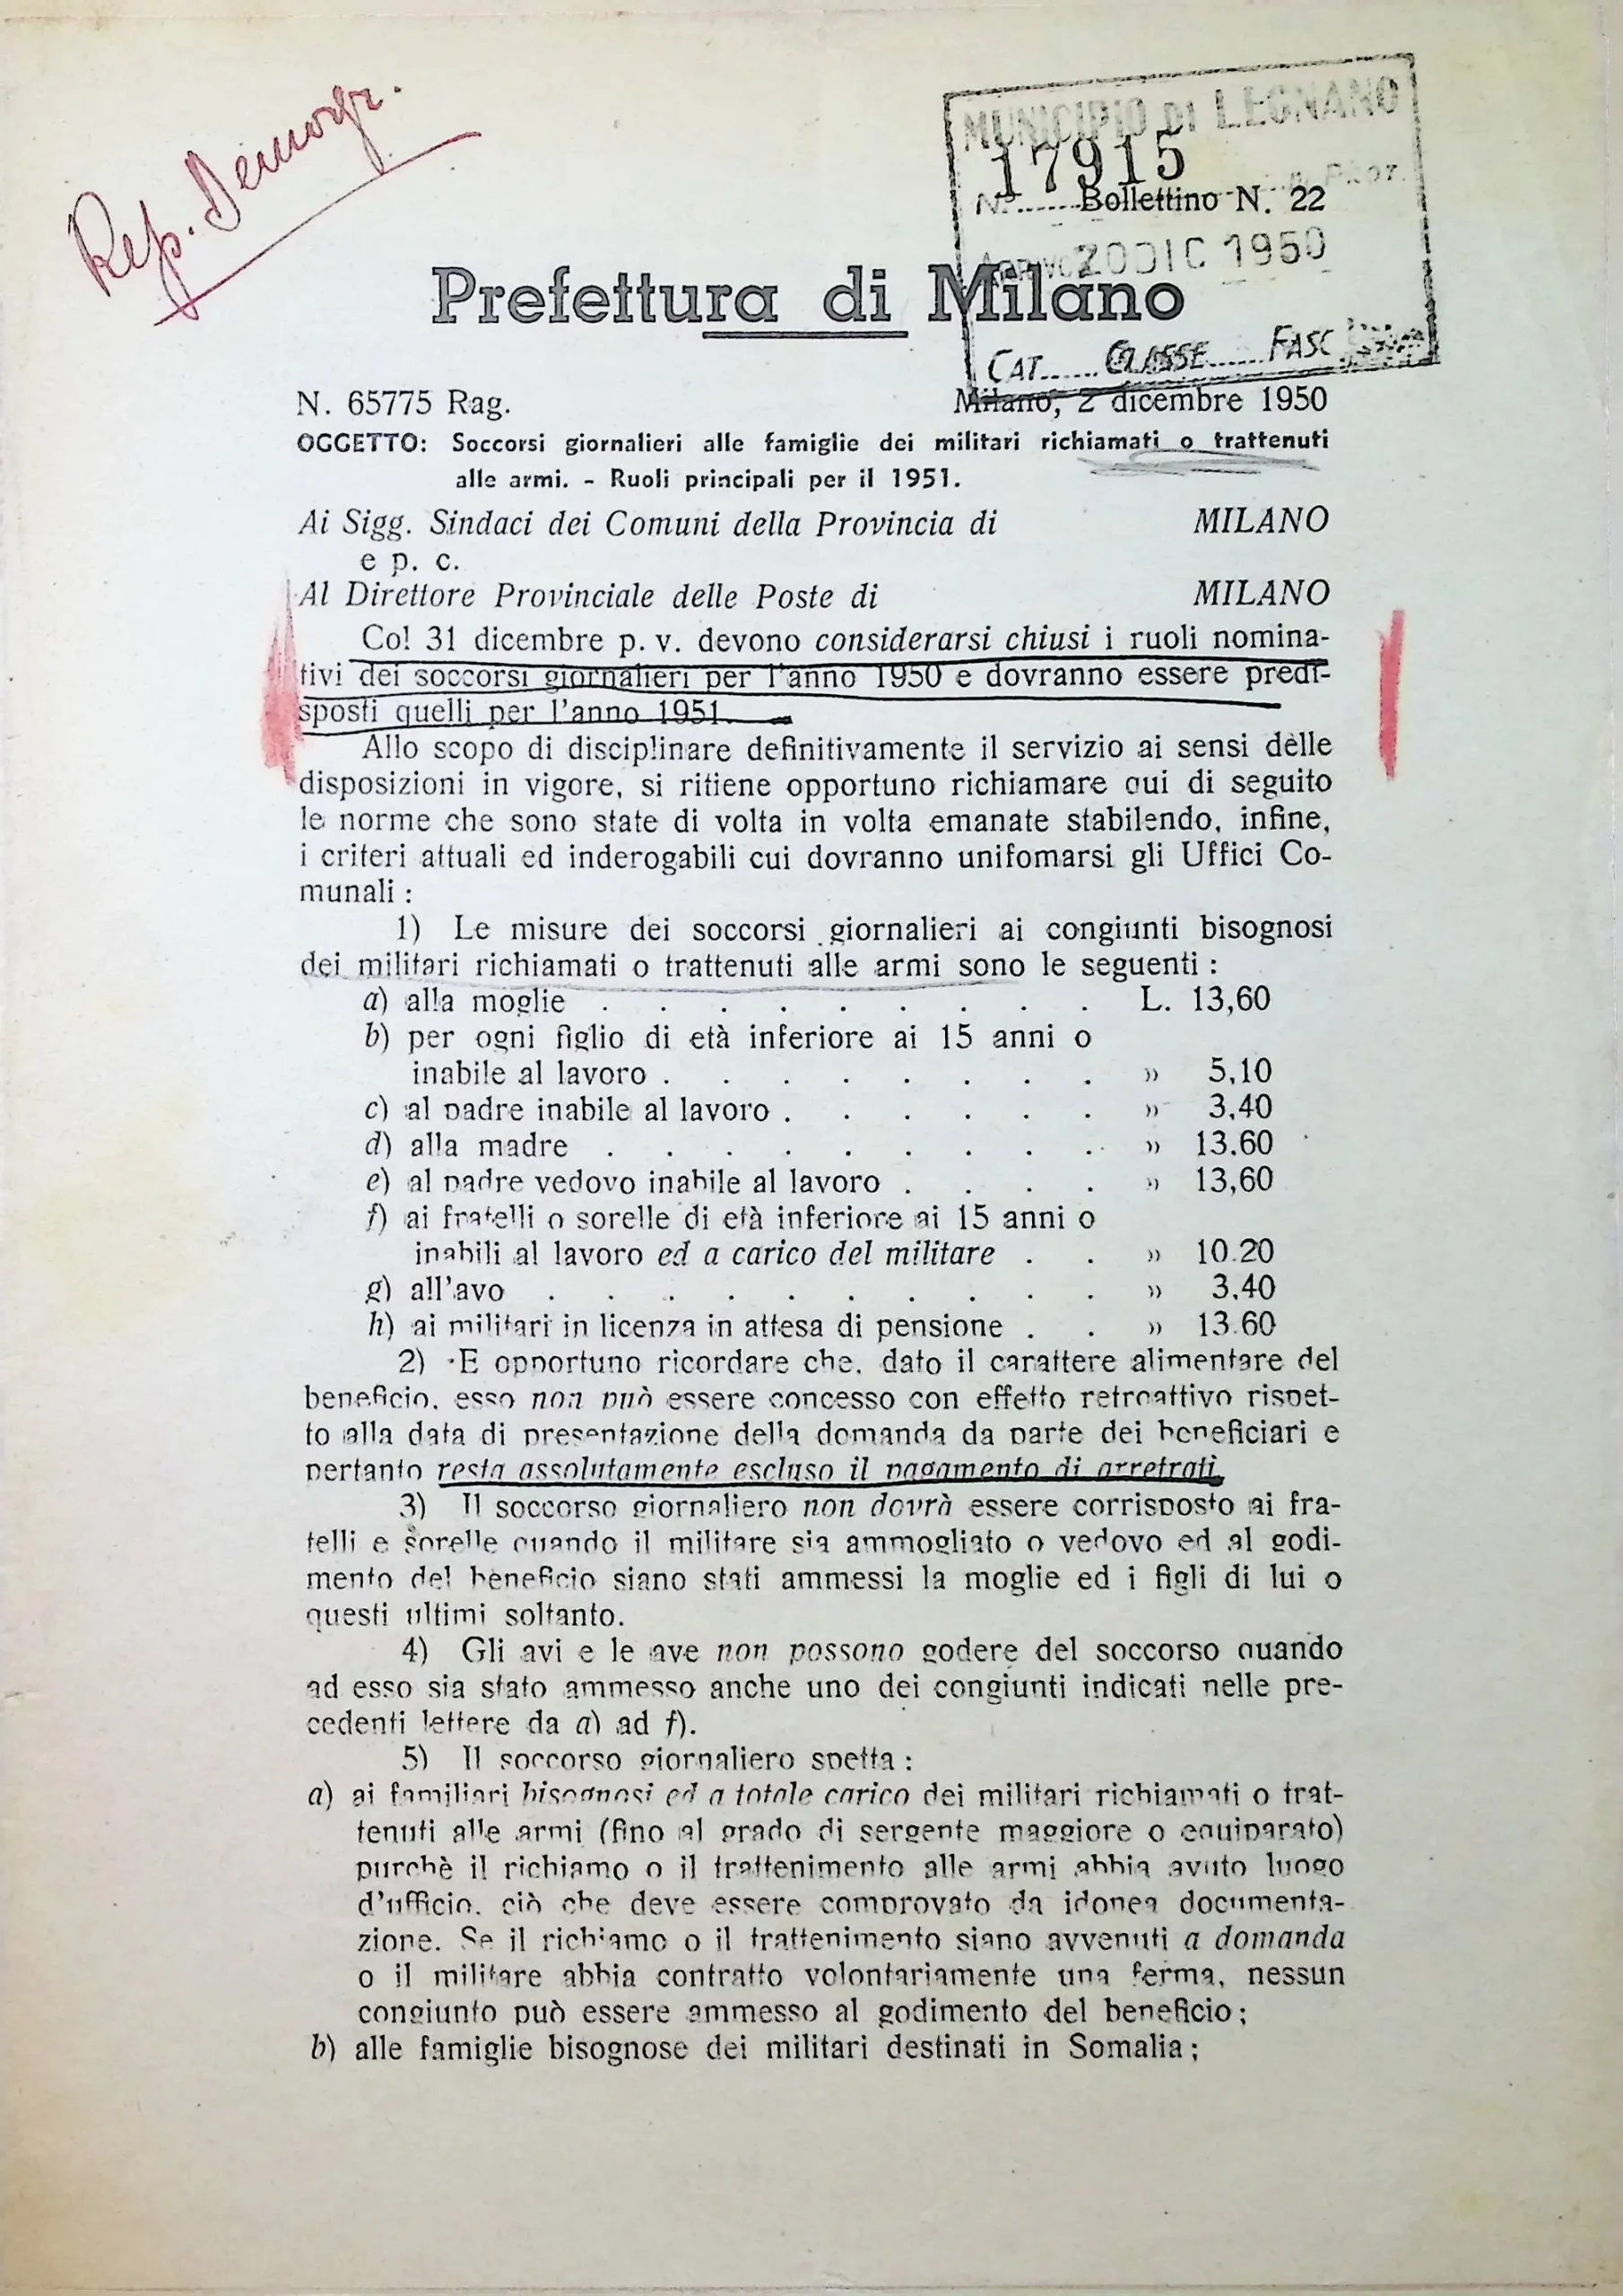 Rep. Demogr.
MUNICIPIO DI LEGNANO
17915
N. Prot.
Bollettino N. 22
ARRIVO 20 DIC 1950
Prefettura di Milano
CAT...... CLASSE...... FASC
N. 65775 Rag. Milano, 2 dicembre 1950
OGGETTO: Soccorsi giornalieri alle famiglie dei militari richiamati o trattenuti
alle armi. - Ruoli principali per il 1951.
Ai Sigg. Sindaci dei Comuni della Provincia di MILANO
e p. c.
Al Direttore Provinciale delle Poste di MILANO
Col 31 dicembre p. v. devono considerarsi chiusi i ruoli nomina-
tivi dei soccorsi giornalieri per l'anno 1950 e dovranno essere predi-
sposti quelli per l'anno 1951.
Allo scopo di disciplinare definitivamente il servizio ai sensi delle
disposizioni in vigore, si ritiene opportuno richiamare qui di seguito
le norme che sono state di volta in volta emanate stabilendo, infine,
i criteri attuali ed inderogabili cui dovranno unifomarsi gli Uffici Co-
munali :
1) Le misure dei soccorsi giornalieri ai congiunti bisognosi
dei militari richiamati o trattenuti alle armi sono le seguenti :
a) alla moglie . . . . . . . . . L. 13,60
b) per ogni figlio di età inferiore ai 15 anni o
inabile al lavoro . . . . . . . . » 5,10
c) al padre inabile al lavoro . . . . . . » 3,40
d) alla madre . . . . . . . . . » 13.60
e) al padre vedovo inabile al lavoro . . . . » 13,60
f) ai fratelli o sorelle di età inferiore ai 15 anni o
inabili al lavoro ed a carico del militare . . » 10.20
g) all'avo . . . . . . . . . . » 3,40
h) ai militari in licenza in attesa di pensione . . » 13.60
2) E opportuno ricordare che, dato il carattere alimentare del
beneficio, esso non può essere concesso con effetto retroattivo rispet-
to alla data di presentazione della domanda da parte dei beneficiari e
pertanto resta assolutamente escluso il pagamento di arretrati.
3) Il soccorso giornaliero non dovrà essere corrisposto ai fra-
telli e sorelle quando il militare sia ammogliato o vedovo ed al godi-
mento del beneficio siano stati ammessi la moglie ed i figli di lui o
questi ultimi soltanto.
4) Gli avi e le ave non possono godere del soccorso quando
ad esso sia stato ammesso anche uno dei congiunti indicati nelle pre-
cedenti lettere da a) ad f).
5) Il soccorso giornaliero spetta :
a) ai familiari bisognosi ed a totale carico dei militari richiamati o trat-
tenuti alle armi (fino al grado di sergente maggiore o equiparato)
purchè il richiamo o il trattenimento alle armi abbia avuto luogo
d'ufficio, ciò che deve essere comprovato da idonea documenta-
zione. Se il richiamo o il trattenimento siano avvenuti a domanda
o il militare abbia contratto volontariamente una ferma, nessun
congiunto può essere ammesso al godimento del beneficio ;
b) alle famiglie bisognose dei militari destinati in Somalia ;